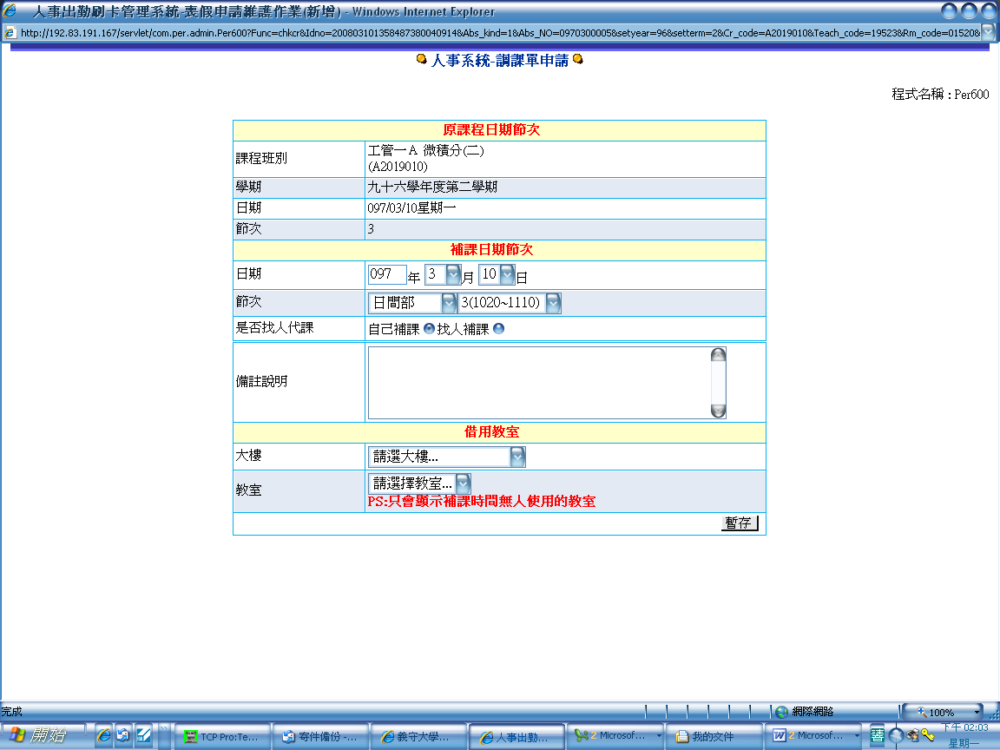 人事出勤刷卡管理系統-喪假申請維護作業(新增) - Windows Internet Explorer
http://192.83.191.167/servlet/com.per.admin.Per600?Func=chkcr&Idno=200803101358487380040914&Abs_kind=1&Abs_NO=0970300005&setyear=96&setterm=2&Cr_code=A2019010&Teach_code=19523&Rm_code=01520&
人事系統-調課單申請
程式名稱：Per600
原課程日期節次
課程班別 工管一A 微積分(二)
(A2019010)
學期 九十六學年度第二學期
日期 097/03/10星期一
節次 3
補課日期節次
日期 097 年 3 月 10 日
節次 日間部 3(1020~1110)
是否找人代課 自己補課 找人補課
備註說明
借用教室
大樓 請選大樓...
教室 請選擇教室...
PS:只會顯示補課時間無人使用的教室
暫存
完成 網際網路 100%
開始 TCP Pro:Te... 寄件備份 -... 義守大學... 人事出勤... 2 Microsof... 我的文件 2 Microsof... 下午 02:03
星期一